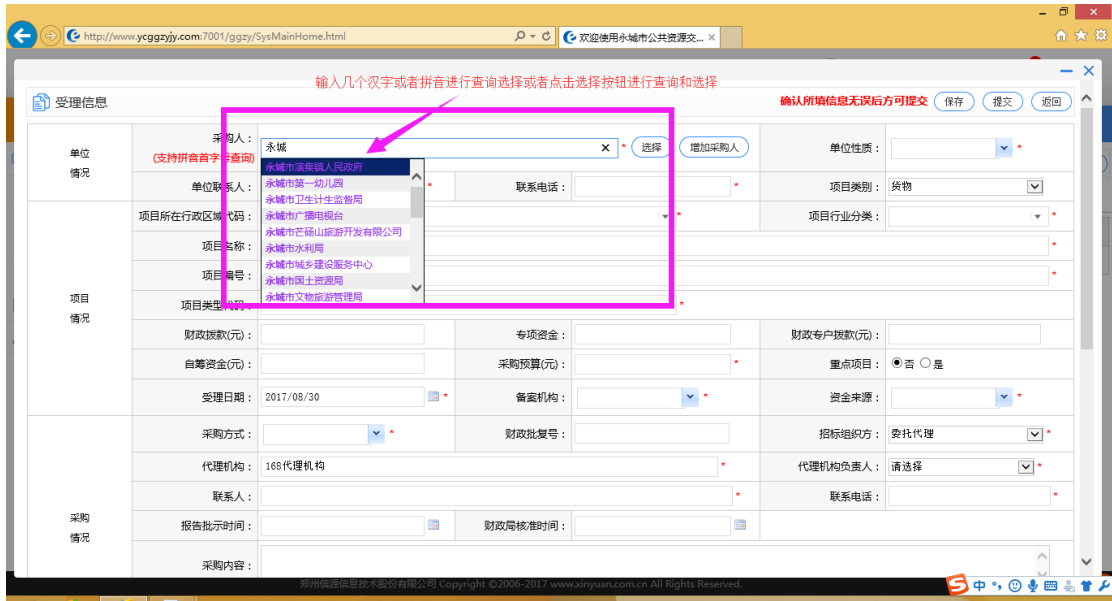 http://www.ycggzyjy.com:7001/ggzy/SysMainHome.html
欢迎使用永城市公共资源交...
输入几个汉字或者拼音进行查询选择或者点击选择按钮进行查询和选择
受理信息
确认所填信息无误后方可提交 保存 提交 返回
单位情况
采购人：
(支持拼音首字母查询)
永城
* 选择 增加采购人
单位性质： *
永城市演集镇人民政府
永城市第一幼儿园
永城市卫生计生监督局
永城市广播电视台
永城市芒砀山旅游开发有限公司
永城市水利局
永城市城乡建设服务中心
永城市国土资源局
永城市文物旅游管理局
单位联系人： * 联系电话： * 项目类别： 货物
项目情况
项目所在行政区域代码： * 项目行业分类： *
项目名称： *
项目编号： *
项目类型代码： *
财政拨款(元)： 专项资金： 财政专户拨款(元)：
自筹资金(元)： 采购预算(元)： * 重点项目： 否 是
受理日期： 2017/08/30 * 备案机构： * 资金来源： *
采购情况
采购方式： * 财政批复号： 招标组织方： 委托代理 *
代理机构： 168代理机构 * 代理机构负责人： 请选择 *
联系人： * 联系电话： *
报告批示时间： 财政局核准时间：
采购内容：
郑州信源信息技术股份有限公司 Copyright ©2006-2017 www.xinyuan.com.cn All Rights Reserved.
中